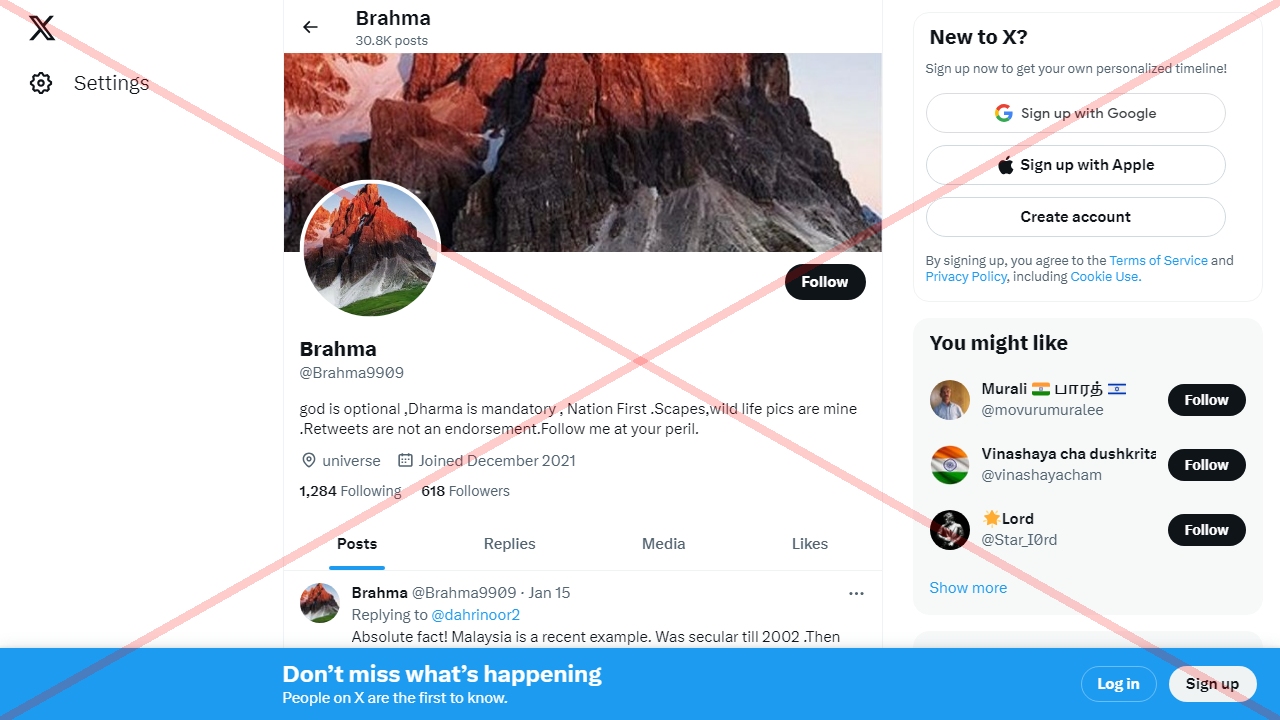 Settings
Brahma
30.8K posts
Follow
Brahma
@Brahma9909
god is optional ,Dharma is mandatory , Nation First .Scapes,wild life pics are mine
.Retweets are not an endorsement.Follow me at your peril.
universe Joined December 2021
1,284 Following 618 Followers
Posts Replies Media Likes
Brahma @Brahma9909 · Jan 15
Replying to @dahrinoor2
Absolute fact! Malaysia is a recent example. Was secular till 2002 .Then
New to X?
Sign up now to get your own personalized timeline!
Sign up with Google
Sign up with Apple
Create account
By signing up, you agree to the Terms of Service and
Privacy Policy, including Cookie Use.
You might like
Murali பாரத்
@movurumuralee
Follow
Vinashaya cha dushkrita
@vinashayacham
Follow
Lord
@Star_I0rd
Follow
Show more
Don’t miss what’s happening
People on X are the first to know.
Log in
Sign up